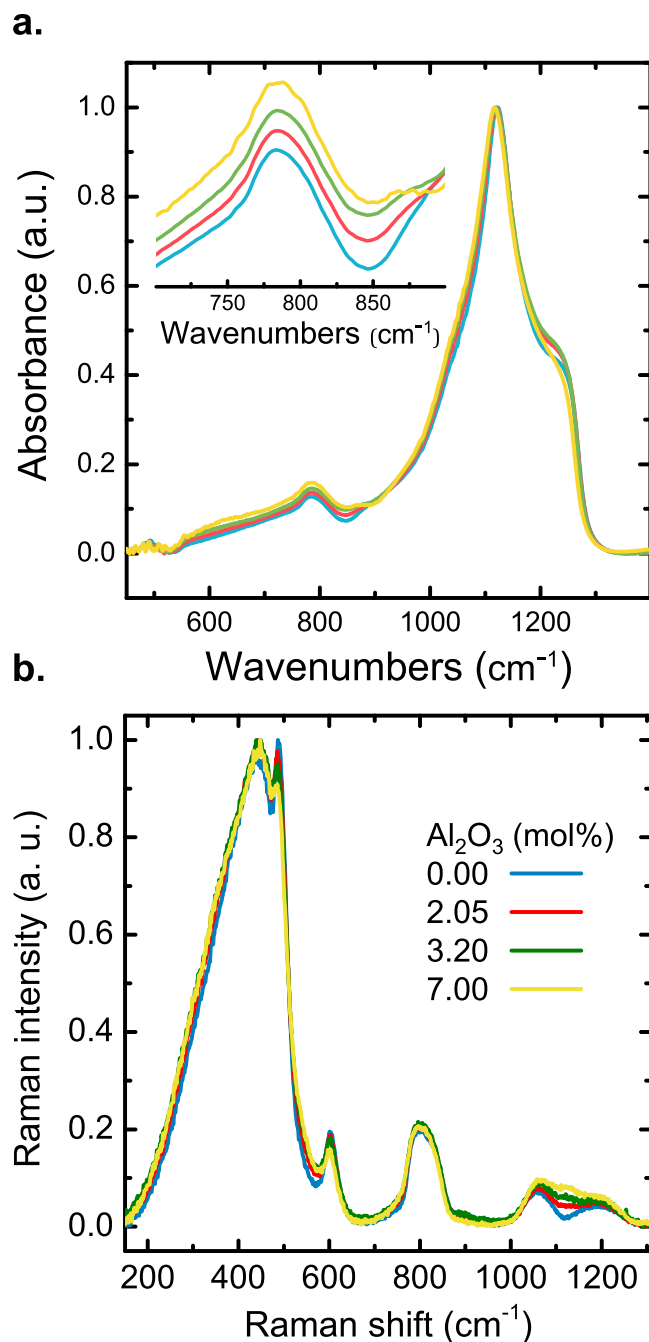 a.
1.0
0.8
0.6
0.4
0.2
0.0
Absorbance (a.u.)
750 800 850
Wavenumbers (cm⁻¹)
600 800 1000 1200
Wavenumbers (cm⁻¹)
b.
1.0
0.8
0.6
0.4
0.2
0.0
Raman intensity (a. u.)
Al₂O₃ (mol%)
0.00
2.05
3.20
7.00
200 400 600 800 1000 1200
Raman shift (cm⁻¹)